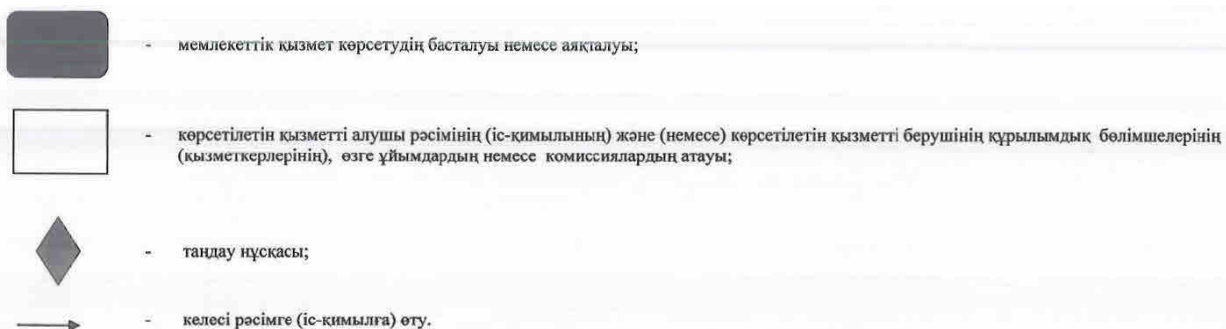 - мемлекеттік қызмет көрсетудің басталуы немесе аяқталуы;
- көрсетілетін қызметті алушы рәсімінің (іс-қимылының) және (немесе) көрсетілетін қызметті берушінің құрылымдық бөлімшелерінің
(қызметкерлерінің), өзге ұйымдардың немесе комиссиялардың атауы;
- таңдау нұсқасы;
- келесі рәсімге (іс-қимылға) өту.